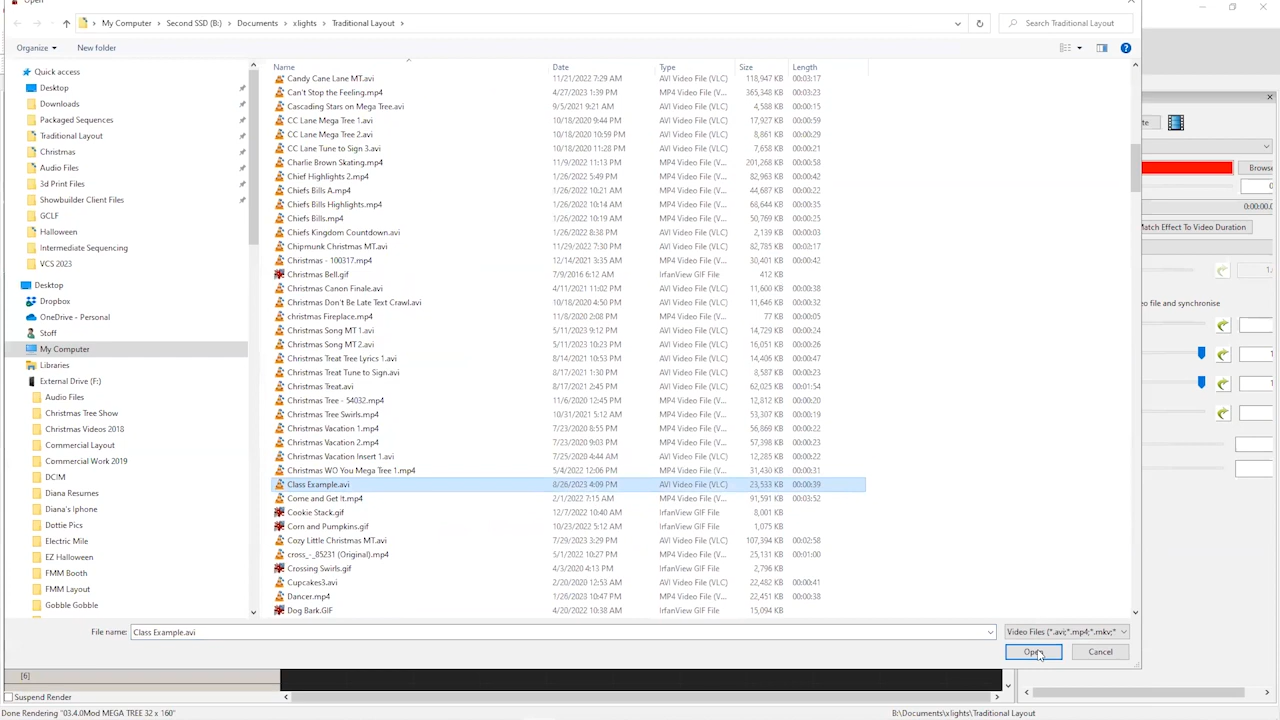 Open
My Computer > Second SSD (B:) > Documents > xlights > Traditional Layout >
Search Traditional Layout
Organize
New folder
Quick access
Desktop
Downloads
Packaged Sequences
Traditional Layout
Christmas
Audio Files
3d Print Files
Showbuilder Client Files
GCLF
Halloween
Intermediate Sequencing
VCS 2023
Desktop
Dropbox
OneDrive - Personal
Stoff
My Computer
Libraries
External Drive (F:)
Audio Files
Christmas Tree Show
Christmas Videos 2018
Commercial Layout
Commercial Work 2019
DCIM
Diana Resumes
Diana's Iphone
Dottie Pics
Electric Mile
EZ Halloween
FMM Booth
FMM Layout
Gobble Gobble
Name Date Type Size Length
Candy Cane Lane MT.avi 11/21/2022 7:29 AM AVI Video File (VLC) 118,947 KB 00:03:17
Can't Stop the Feeling.mp4 4/27/2023 1:39 PM MP4 Video File (V... 365,348 KB 00:03:23
Cascading Stars on Mega Tree.avi 9/5/2021 9:21 AM AVI Video File (VLC) 4,588 KB 00:00:15
CC Lane Mega Tree 1.avi 10/18/2020 9:44 PM AVI Video File (VLC) 17,927 KB 00:00:59
CC Lane Mega Tree 2.avi 10/18/2020 10:59 PM AVI Video File (VLC) 8,861 KB 00:00:29
CC Lane Tune to Sign 3.avi 10/18/2020 11:28 PM AVI Video File (VLC) 7,658 KB 00:00:21
Charlie Brown Skating.mp4 11/9/2022 11:13 PM MP4 Video File (V... 201,268 KB 00:00:58
Chief Highlights 2.mp4 1/26/2022 5:49 PM MP4 Video File (V... 82,963 KB 00:00:42
Chiefs Bills A.mp4 1/26/2022 10:21 AM MP4 Video File (V... 44,687 KB 00:00:22
Chiefs Bills Highlights.mp4 1/26/2022 10:14 AM MP4 Video File (V... 68,644 KB 00:00:35
Chiefs Bills.mp4 1/26/2022 10:19 AM MP4 Video File (V... 50,769 KB 00:00:25
Chiefs Kingdom Countdown.avi 1/26/2022 8:38 PM AVI Video File (VLC) 2,139 KB 00:00:03
Chipmunk Christmas MT.avi 11/29/2022 7:30 PM AVI Video File (VLC) 82,785 KB 00:02:17
Christmas - 100317.mp4 12/14/2021 3:35 AM MP4 Video File (V... 30,401 KB 00:00:42
Christmas Bell.gif 7/9/2016 6:12 AM IrfanView GIF File 412 KB
Christmas Canon Finale.avi 4/11/2021 11:02 PM AVI Video File (VLC) 11,600 KB 00:00:38
Christmas Don't Be Late Text Crawl.avi 10/18/2020 4:50 PM AVI Video File (VLC) 11,646 KB 00:00:32
christmas Fireplace.mp4 11/8/2020 2:08 PM MP4 Video File (V... 77 KB 00:00:05
Christmas Song MT 1.avi 5/11/2023 9:12 PM AVI Video File (VLC) 14,729 KB 00:00:24
Christmas Song MT 2.avi 5/11/2023 10:23 PM AVI Video File (VLC) 16,051 KB 00:00:26
Christmas Treat Tree Lyrics 1.avi 8/14/2021 10:53 PM AVI Video File (VLC) 14,406 KB 00:00:47
Christmas Treat Tune to Sign.avi 8/17/2021 1:30 PM AVI Video File (VLC) 8,587 KB 00:00:23
Christmas Treat.avi 8/17/2021 2:45 PM AVI Video File (VLC) 62,025 KB 00:01:54
Christmas Tree - 54032.mp4 11/6/2020 12:45 PM MP4 Video File (V... 12,812 KB 00:00:20
Christmas Tree Swirls.mp4 10/31/2021 5:12 AM MP4 Video File (V... 53,307 KB 00:00:19
Christmas Vacation 1.mp4 7/23/2020 8:55 PM MP4 Video File (V... 56,869 KB 00:00:22
Christmas Vacation 2.mp4 7/23/2020 9:03 PM MP4 Video File (V... 57,398 KB 00:00:23
Christmas Vacation Insert 1.avi 7/25/2020 4:44 AM AVI Video File (VLC) 12,285 KB 00:00:22
Christmas WO You Mega Tree 1.mp4 5/4/2022 12:06 PM MP4 Video File (V... 31,430 KB 00:00:31
Class Example.avi 8/26/2023 4:09 PM AVI Video File (VLC) 23,533 KB 00:00:39
Come and Get It.mp4 2/1/2022 7:15 AM MP4 Video File (V... 91,591 KB 00:03:52
Cookie Stack.gif 12/7/2022 10:40 AM IrfanView GIF File 8,001 KB
Corn and Pumpkins.gif 10/23/2022 5:12 AM IrfanView GIF File 1,075 KB
Cozy Little Christmas MT.avi 7/29/2023 3:29 PM AVI Video File (VLC) 107,394 KB 00:02:58
cross_-_85231 (Original).mp4 5/1/2022 10:27 PM MP4 Video File (V... 25,131 KB 00:01:00
Crossing Swirls.gif 4/3/2020 4:13 PM IrfanView GIF File 2,796 KB
Cupcakes3.avi 2/20/2020 12:53 AM AVI Video File (VLC) 22,482 KB 00:00:41
Dancer.mp4 1/26/2023 10:47 PM MP4 Video File (V... 22,451 KB 00:00:38
Dog Bark.GIF 4/20/2022 10:38 AM IrfanView GIF File 15,094 KB
File name: Class Example.avi
Video Files (*.avi;*.mp4;*.mkv;*
Open
Cancel
te
Browse
0:00:00.0
Match Effect To Video Duration
eo file and synchronise
[6]
Suspend Render
Done Rendering "03.4.0Mod MEGA TREE 32 x 160"
B:\Documents\xlights\Traditional Layout